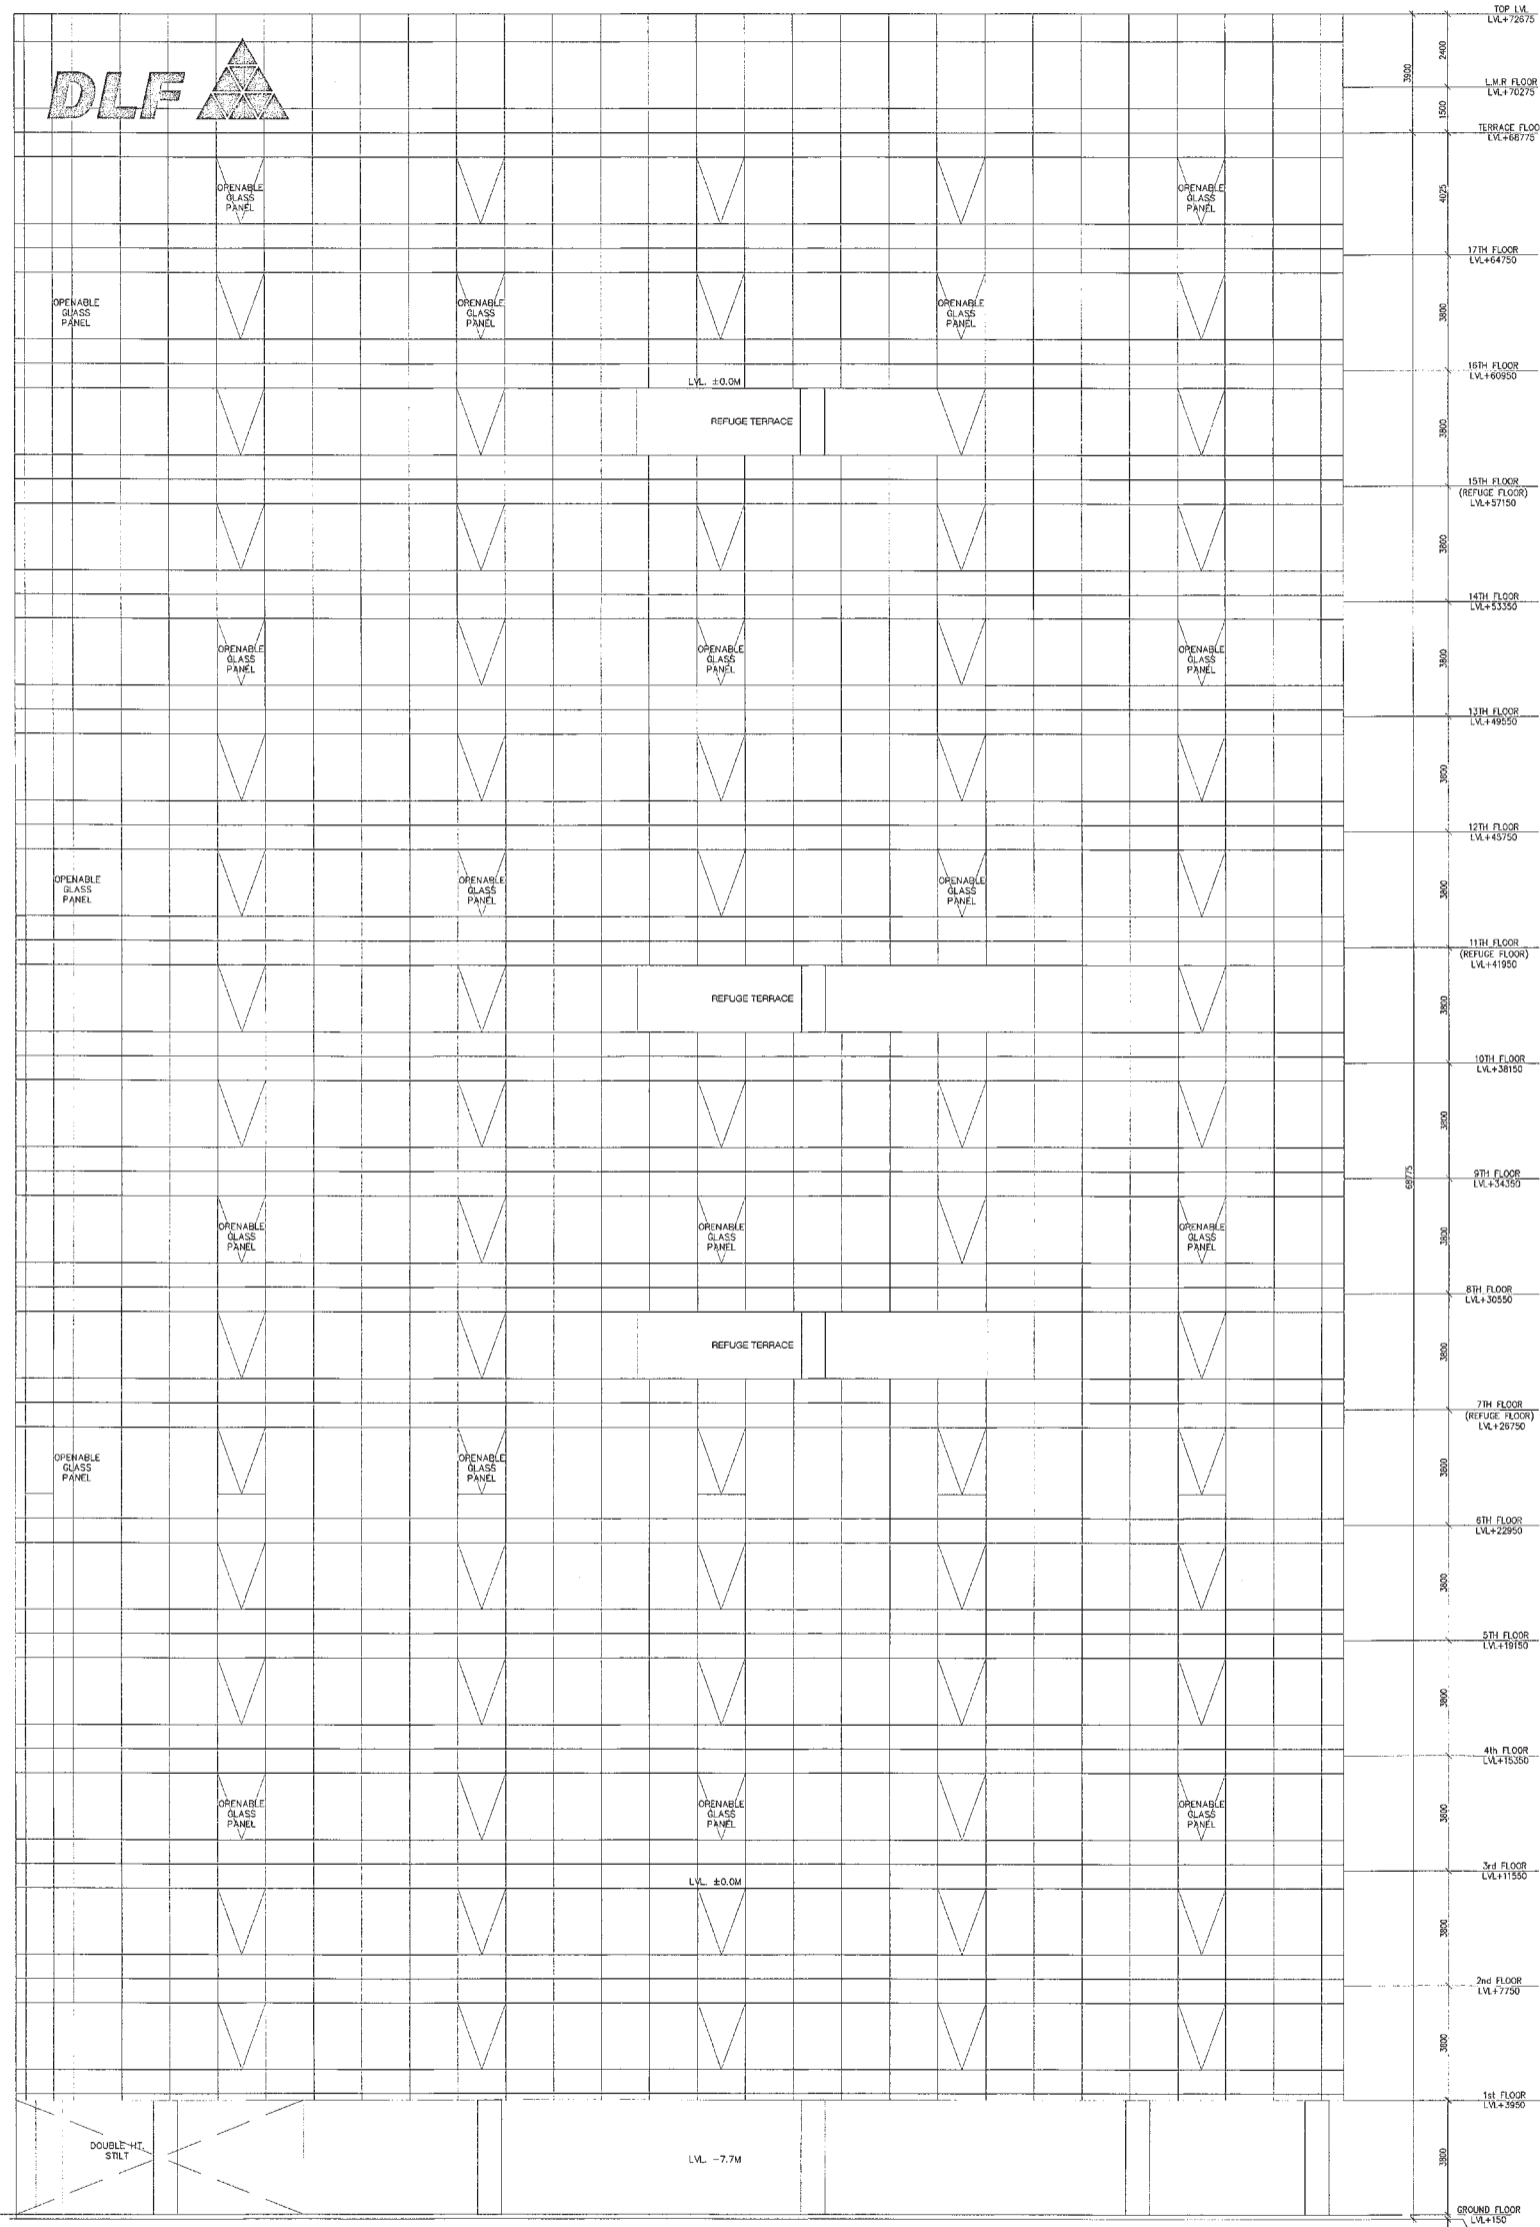 TOP LVL
LVL+72675
2400
3900
DLF
L.M.R FLOOR
LVL+70275
1500
TERRACE FLOO
LVL+68775
OPENABLE
GLASS
PANEL
OPENABLE
GLASS
PANEL
4025
17TH FLOOR
LVL+64750
OPENABLE
GLASS
PANEL
OPENABLE
GLASS
PANEL
OPENABLE
GLASS
PANEL
3800
16TH FLOOR
LVL+60950
LVL. ±0.0M
REFUGE TERRACE
3800
15TH FLOOR
(REFUGE FLOOR)
LVL+57150
3800
14TH FLOOR
LVL+53350
OPENABLE
GLASS
PANEL
OPENABLE
GLASS
PANEL
OPENABLE
GLASS
PANEL
3800
13TH FLOOR
LVL+49550
3800
12TH FLOOR
LVL+45750
OPENABLE
GLASS
PANEL
OPENABLE
GLASS
PANEL
OPENABLE
GLASS
PANEL
3800
11TH FLOOR
(REFUGE FLOOR)
LVL+41950
REFUGE TERRACE
3800
10TH FLOOR
LVL+38150
3800
68775
9TH FLOOR
LVL+34350
OPENABLE
GLASS
PANEL
OPENABLE
GLASS
PANEL
OPENABLE
GLASS
PANEL
3800
8TH FLOOR
LVL+30550
REFUGE TERRACE
3800
7TH FLOOR
(REFUGE FLOOR)
LVL+26750
OPENABLE
GLASS
PANEL
OPENABLE
GLASS
PANEL
3800
6TH FLOOR
LVL+22950
3800
5TH FLOOR
LVL+19150
3800
4th FLOOR
LVL+15350
OPENABLE
GLASS
PANEL
OPENABLE
GLASS
PANEL
OPENABLE
GLASS
PANEL
3800
3rd FLOOR
LVL+11550
LVL. ±0.0M
3800
2nd FLOOR
LVL+7750
3800
1st FLOOR
LVL+3950
DOUBLE HT.
STILT
LVL. -7.7M
3800
GROUND FLOOR
LVL+150